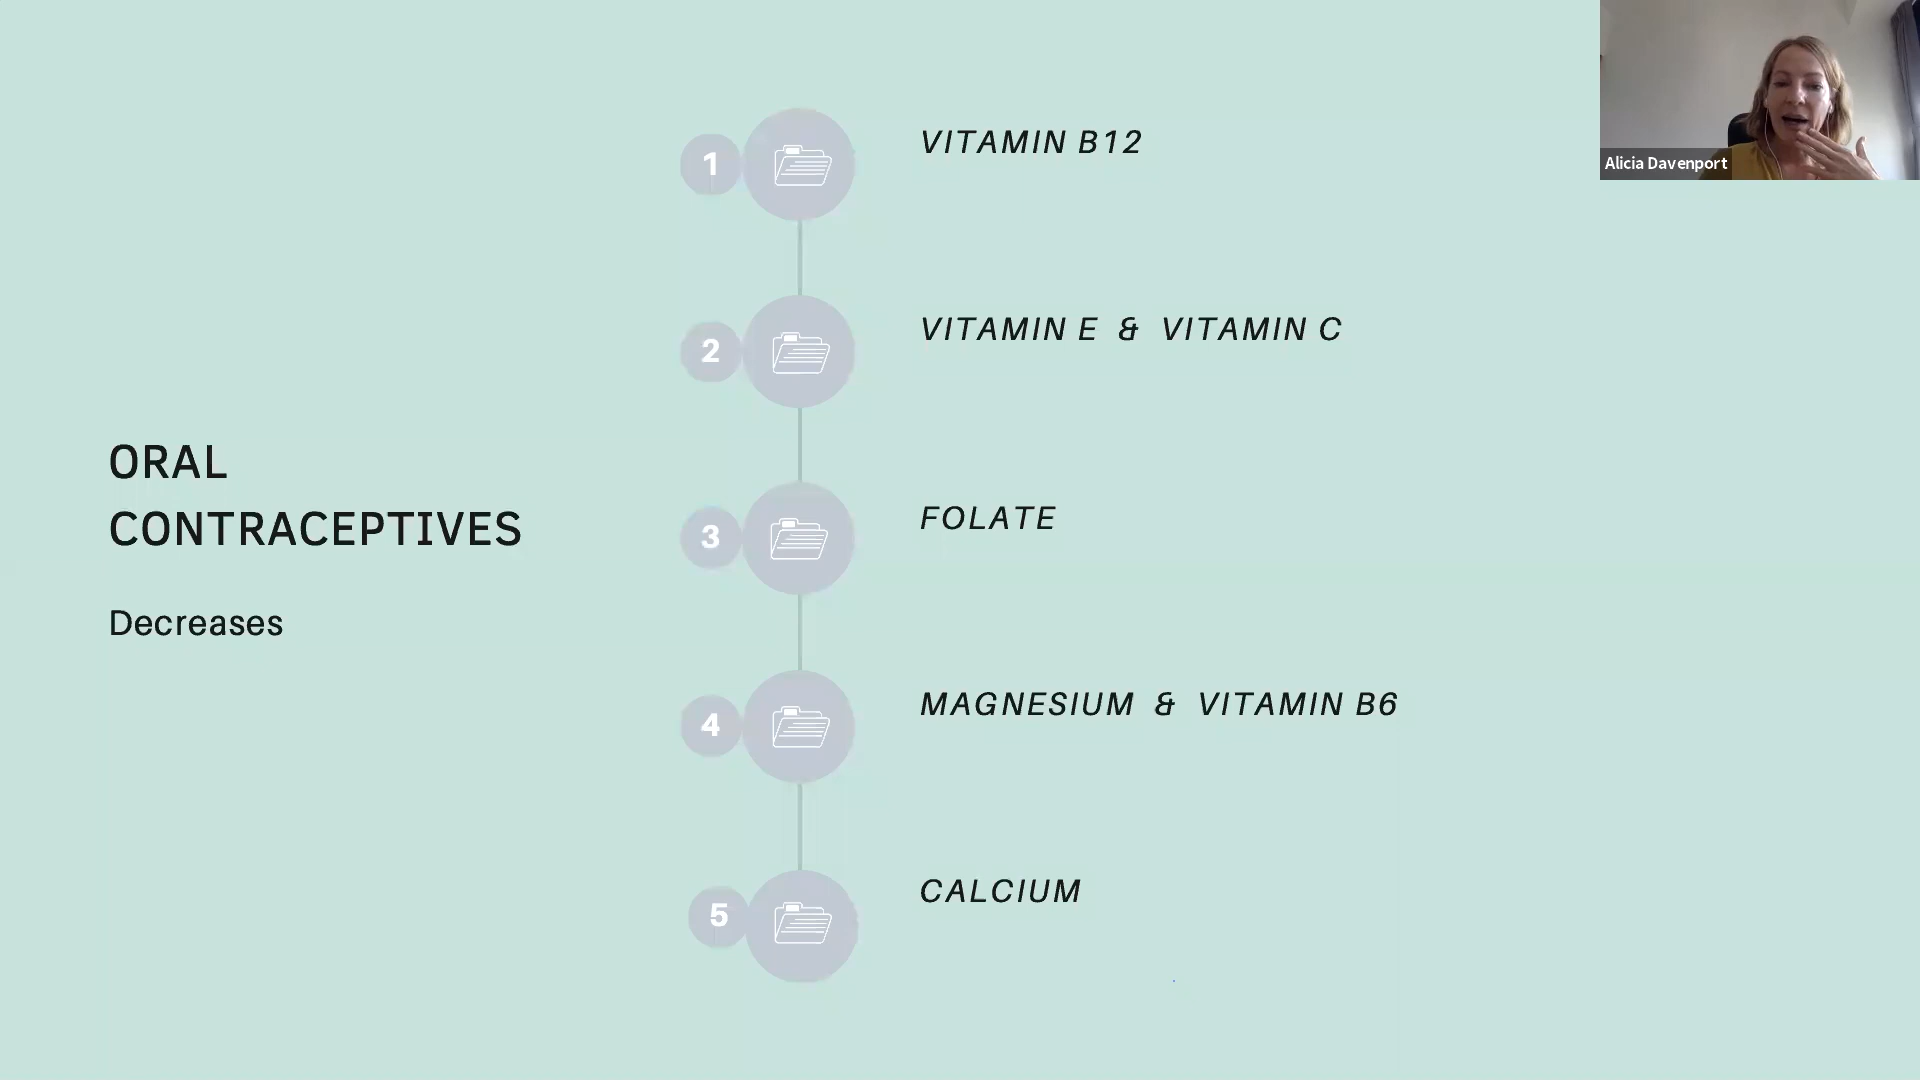 ORAL
CONTRACEPTIVES
Decreases
1
VITAMIN B12
2
VITAMIN E & VITAMIN C
3
FOLATE
4
MAGNESIUM & VITAMIN B6
5
CALCIUM
Alicia Davenport